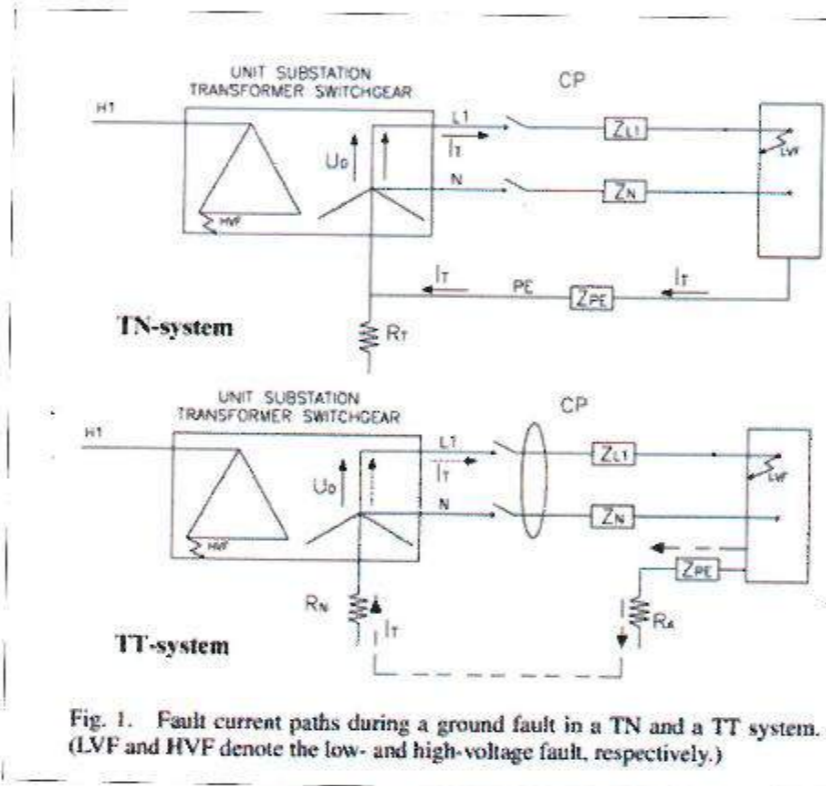 UNIT SUBSTATION
TRANSFORMER SWITCHGEAR
CP
H1
L1
IT
ZL1
U0
LVF
N
ZN
HVF
IT
PE
ZPE
IT
TN-system
RT
UNIT SUBSTATION
TRANSFORMER SWITCHGEAR
CP
H1
L1
IT
ZL1
U0
LVF
N
ZN
HVF
ZPE
RN
IT
RA
TT-system
Fig. 1. Fault current paths during a ground fault in a TN and a TT system.
(LVF and HVF denote the low- and high-voltage fault, respectively.)